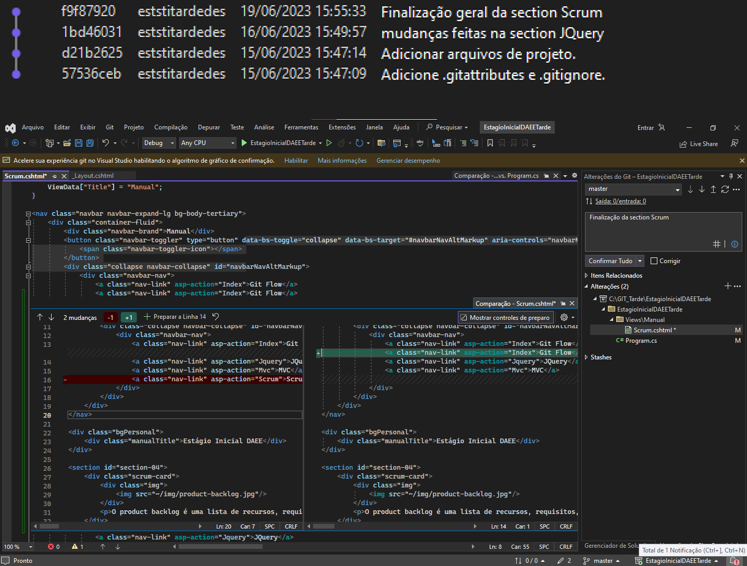 f9f87920 eststitardedes 19/06/2023 15:55:33 Finalização geral da section Scrum
1bd46031 eststitardedes 16/06/2023 15:49:57 mudanças feitas na section JQuery
d21b2625 eststitardedes 15/06/2023 15:47:14 Adicionar arquivos de projeto.
57536ceb eststitardedes 15/06/2023 15:47:09 Adicione .gitattributes e .gitignore.
Arquivo Editar Exibir Git Projeto Compilação Depurar Teste Análise Ferramentas Extensões Janela Ajuda Pesquisar EstagioInicialDAEETarde Entrar
Debug Any CPU EstagioInicialDAEETarde Live Share
Acelere sua experiência git no Visual Studio habilitando o algoritmo de gráfico de confirmação. Habilitar Mais informações Gerenciar desempenho
Scrum.cshtml* _Layout.cshtml Comparação - ...vs. Program.cs
ViewData["Title"] = "Manual";
}
<nav class="navbar navbar-expand-lg bg-body-tertiary">
<div class="container-fluid">
<div class="navbar-brand">Manual</div>
<button class="navbar-toggler" type="button" data-bs-toggle="collapse" data-bs-target="#navbarNavAltMarkup" aria-controls="navbarN
<span class="navbar-toggler-icon"></span>
</button>
<div class="collapse navbar-collapse" id="navbarNavAltMarkup">
<div class="navbar-nav">
<a class="nav-link" asp-action="Index">Git Flow</a>
<a class="nav-link" asp-action="Index">Git Flow</a>
Comparação - Scrum.cshtml*
2 mudanças -1 +1 Preparar a Linha 14 Mostrar controles de preparo
11 <div class="collapse navbar-collapse" id="navbarNa
12 <div class="navbar-nav">
13 <a class="nav-link" asp-action="Index">Git
14 <a class="nav-link" asp-action="Jquery">JQu
15 <a class="nav-link" asp-action="Mvc">MVC</a
16 - <a class="nav-link" asp-action="Scrum">Scru
17 </div>
18 </div>
19 </div>
20 </nav>
21
22 <div class="bgPersonal">
23 <div class="manualTitle">Estágio Inicial DAEE</div>
24 </div>
25
26 <section id="section-04">
27 <div class="scrum-card">
28 <div class="img">
29 <img src="~/img/product-backlog.jpg"/>
30 </div>
31 <p>O product backlog é uma lista de recursos, requi
32 </div>
<div class="collapse navbar-collapse" id="navbarNavAlt
<div class="navbar-nav">
<a class="nav-link" asp-action="Index">Git Flow<
+ <a class="nav-link" asp-action="Index">Git Flow<
<a class="nav-link" asp-action="Jquery">JQuery</
<a class="nav-link" asp-action="Mvc">MVC</a>
</div>
</div>
</div>
</nav>
<div class="bgPersonal">
<div class="manualTitle">Estágio Inicial DAEE</div>
</div>
<section id="section-04">
<div class="scrum-card">
<div class="img">
<img src="~/img/product-backlog.jpg"/>
</div>
<p>O product backlog é uma lista de recursos, requisitos,
</div>
Ln: 20 Car: 7 SPC CRLF Ln: 14 Car: 1 SPC CRLF
<a class="nav-link" asp-action="Jquery">JQuery</a>
100 % 0 1 Ln: 8 Car: 55 SPC CRLF
Alterações do Git – EstagioInicialDAEETarde
master
Saída: 0/entrada: 0
Finalização da section Scrum
Confirmar Tudo Corrigir
Itens Relacionados
Alterações (2)
C:\GIT_Tarde\EstagioInicialDAEETarde
EstagioInicialDAEETarde
Views\Manual
Scrum.cshtml * M
C# Program.cs M
Stashes
Gerenciador de Solu
Total de 1 Notificação (Ctrl+], Ctrl+N)
Pronto 0 / 0 2 master EstagioInicialDAEETarde 1